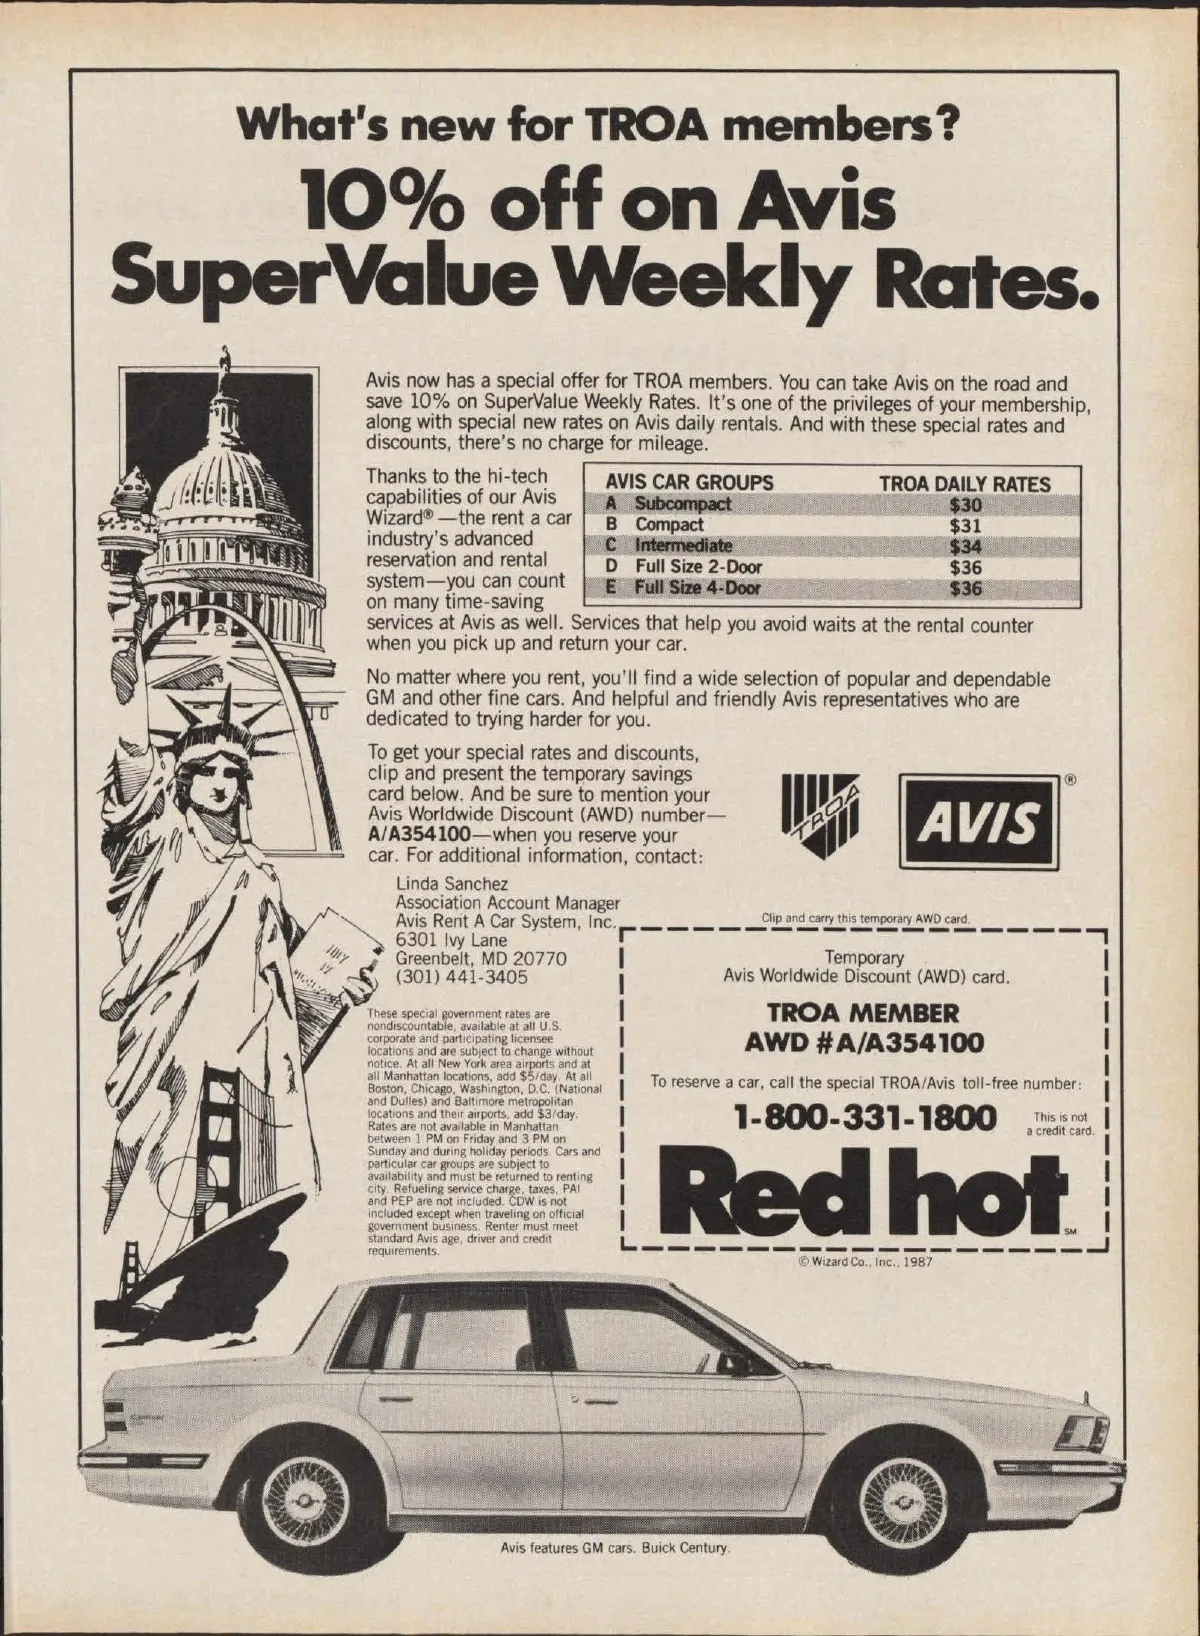 What's new for TROA members?
10% off on Avis
SuperValue Weekly Rates.
Avis now has a special offer for TROA members. You can take Avis on the road and
save 10% on SuperValue Weekly Rates. It's one of the privileges of your membership,
along with special new rates on Avis daily rentals. And with these special rates and
discounts, there's no charge for mileage.
Thanks to the hi-tech
capabilities of our Avis
Wizard®—the rent a car
industry's advanced
reservation and rental
system—you can count
on many time-saving
services at Avis as well. Services that help you avoid waits at the rental counter
when you pick up and return your car.
AVIS CAR GROUPS TROA DAILY RATES
A Subcompact $30
B Compact $31
C Intermediate $34
D Full Size 2-Door $36
E Full Size 4-Door $36
No matter where you rent, you'll find a wide selection of popular and dependable
GM and other fine cars. And helpful and friendly Avis representatives who are
dedicated to trying harder for you.
To get your special rates and discounts,
clip and present the temporary savings
card below. And be sure to mention your
Avis Worldwide Discount (AWD) number—
A/A354100—when you reserve your
car. For additional information, contact:
Linda Sanchez
Association Account Manager
Avis Rent A Car System, Inc.
6301 Ivy Lane
Greenbelt, MD 20770
(301) 441-3405
TROA
AVIS®
These special government rates are
nondiscountable, available at all U.S.
corporate and participating licensee
locations and are subject to change without
notice. At all New York area airports and at
all Manhattan locations, add $5/day. At all
Boston, Chicago, Washington, D.C. (National
and Dulles) and Baltimore metropolitan
locations and their airports, add $3/day.
Rates are not available in Manhattan
between 1 PM on Friday and 3 PM on
Sunday and during holiday periods. Cars and
particular car groups are subject to
availability and must be returned to renting
city. Refueling service charge, taxes, PAI
and PEP are not included. CDW is not
included except when traveling on official
government business. Renter must meet
standard Avis age, driver and credit
requirements.
Clip and carry this temporary AWD card.
Temporary
Avis Worldwide Discount (AWD) card.
TROA MEMBER
AWD #A/A354100
To reserve a car, call the special TROA/Avis toll-free number:
1-800-331-1800
This is not
a credit card.
Red hot SM
© Wizard Co., Inc., 1987
Avis features GM cars. Buick Century.